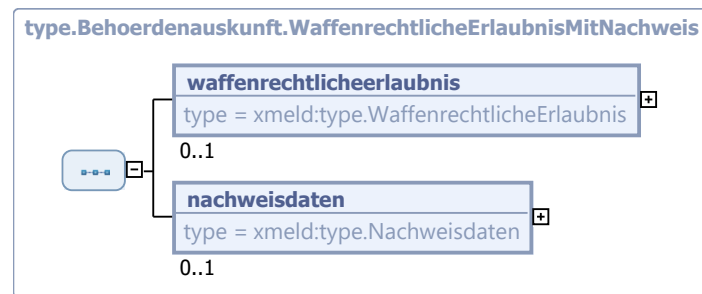 type.Behoerdenauskunft.WaffenrechtlicheErlaubnisMitNachweis
waffenrechtlicheerlaubnis
type = xmeld:type.WaffenrechtlicheErlaubnis
0..1
nachweisdaten
type = xmeld:type.Nachweisdaten
0..1